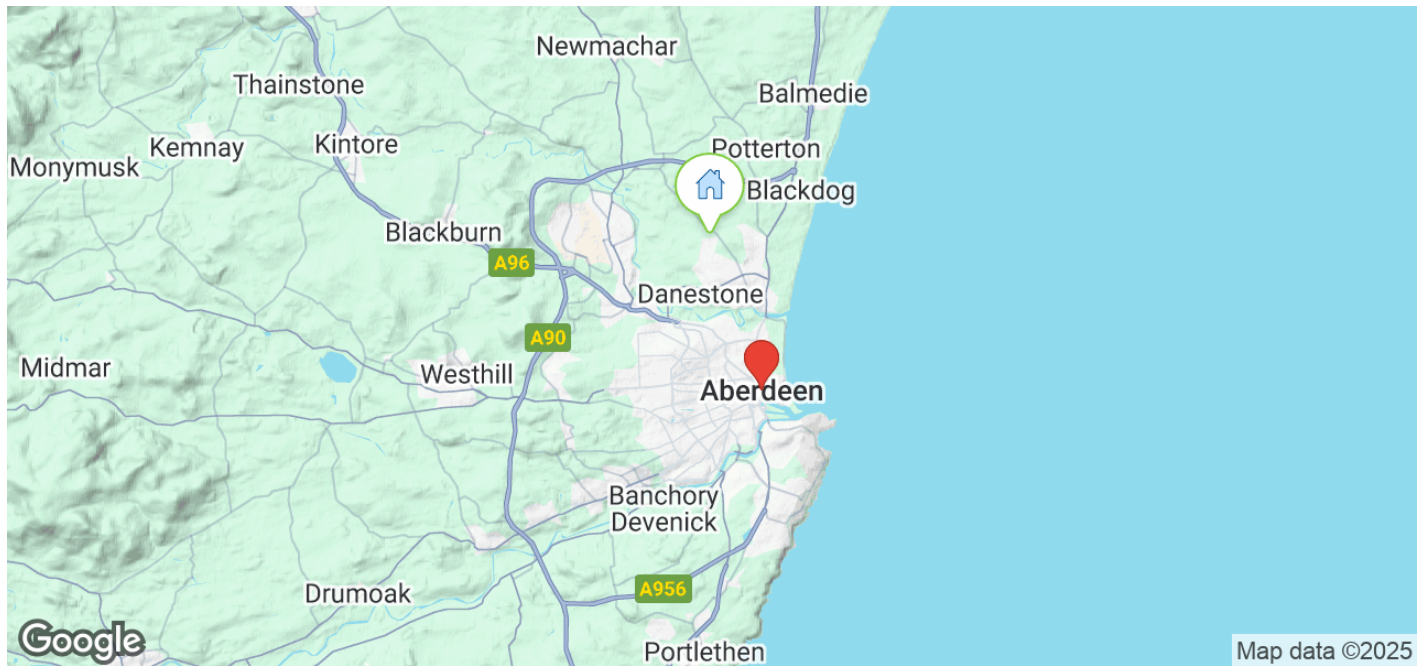 Newmachar
Thainstone
Balmedie
Kemnay
Kintore
Potterton
Monymusk
Blackdog
Blackburn
A96
Danestone
A90
Midmar
Westhill
Aberdeen
Banchory
Devenick
Drumoak
A956
Portlethen
Google
Map data ©2025